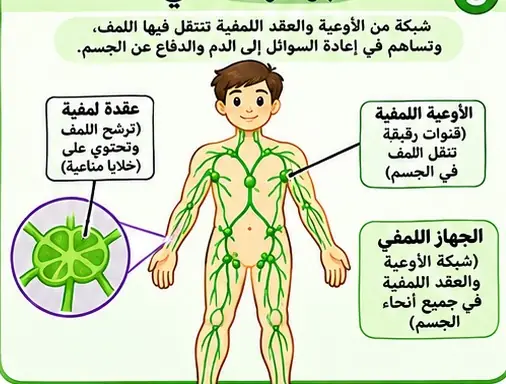 شبكة من الأوعية والعقد اللمفية تنتقل فيها اللمف،
وتساهم في إعادة السوائل إلى الدم والدفاع عن الجسم.
عقدة لمفية
(ترشح اللمف
وتحتوي على
خلايا مناعية)
الأوعية اللمفية
(قنوات رقيقة
تنقل اللمف
في الجسم)
الجهاز اللمفي
(شبكة الأوعية
والعقد اللمفية
في جميع أنحاء
الجسم)